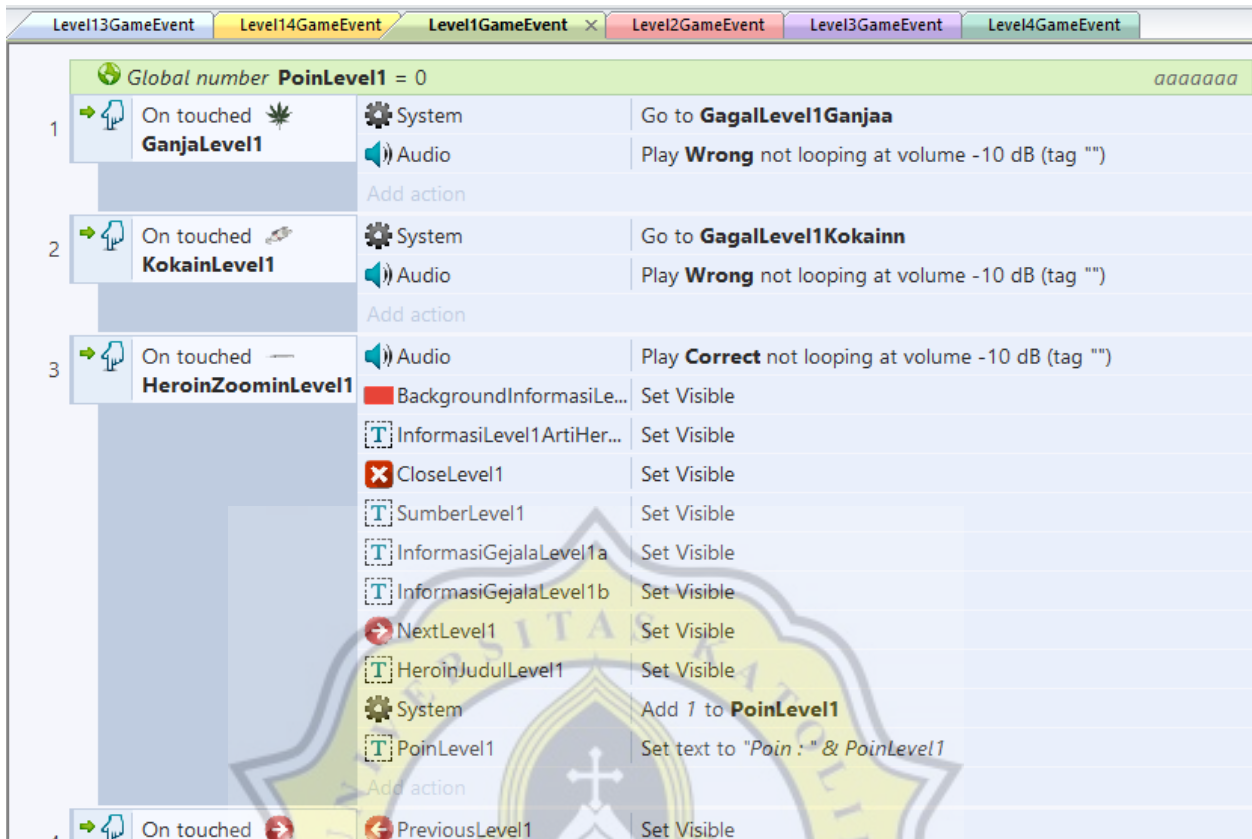 Level13GameEvent Level14GameEvent Level1GameEvent × Level2GameEvent Level3GameEvent Level4GameEvent
Global number PoinLevel1 = 0 aaaaaaa
1 On touched GanjaLevel1
System Go to GagalLevel1Ganjaa
Audio Play Wrong not looping at volume -10 dB (tag "")
Add action
2 On touched KokainLevel1
System Go to GagalLevel1Kokainn
Audio Play Wrong not looping at volume -10 dB (tag "")
Add action
3 On touched HeroinZoominLevel1
Audio Play Correct not looping at volume -10 dB (tag "")
BackgroundInformasiLe... Set Visible
InformasiLevel1ArtiHer... Set Visible
CloseLevel1 Set Visible
SumberLevel1 Set Visible
InformasiGejalaLevel1a Set Visible
InformasiGejalaLevel1b Set Visible
NextLevel1 Set Visible
HeroinJudulLevel1 Set Visible
System Add 1 to PoinLevel1
PoinLevel1 Set text to "Poin : " & PoinLevel1
Add action
On touched
PreviousLevel1 Set Visible